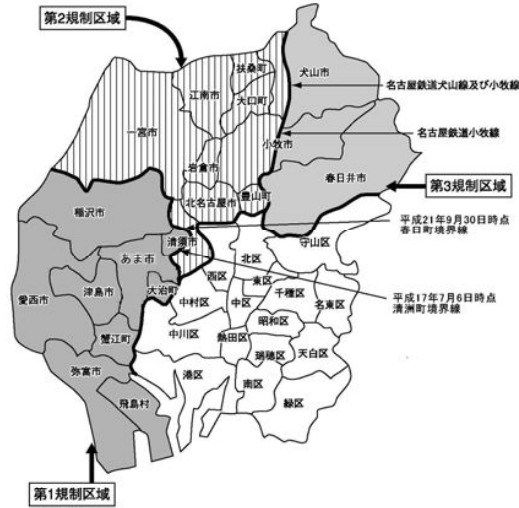 第2規制区域
扶桑町
犬山市
江南市
大口町
名古屋鉄道犬山線及び小牧線
一宮市
小牧市
名古屋鉄道小牧線
岩倉市
春日井市
豊山町
北名古屋市
第3規制区域
稲沢市
平成21年9月30日時点
春日町境界線
清須市
守山区
北区
あま市
西区
東区
千種区
津島市
大治町
中村区
中区
名東区
平成17年7月6日時点
清洲町境界線
愛西市
昭和区
蟹江町
中川区
熱田区
瑞穂区
天白区
弥富市
港区
南区
緑区
飛島村
第1規制区域